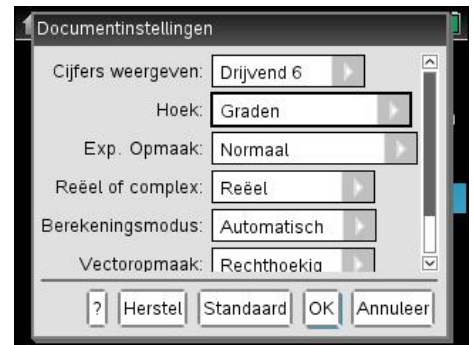 Documentinstellingen
Cijfers weergeven: Drijvend 6
Hoek: Graden
Exp. Opmaak: Normaal
Reëel of complex: Reëel
Berekeningsmodus: Automatisch
Vectoropmaak: Rechthoekig
? Herstel Standaard OK Annuleer